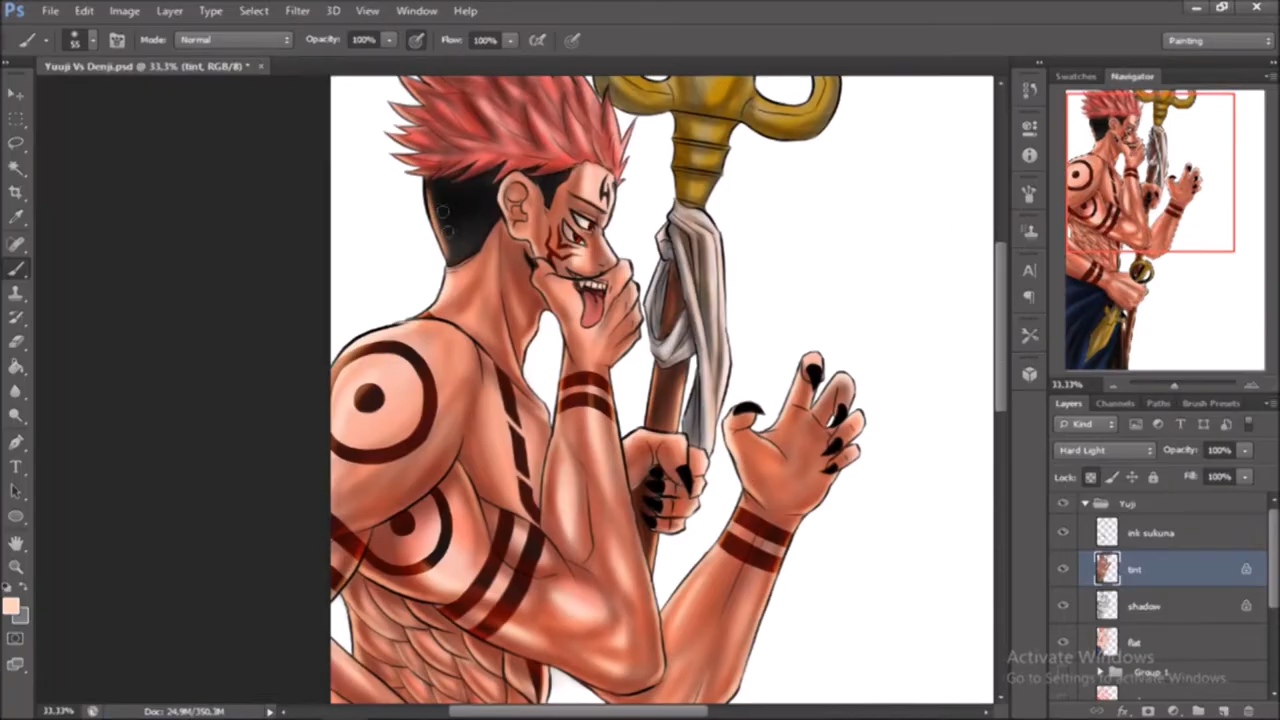 Ps File Edit Image Layer Type Select Filter 3D View Window Help
55 Mode: Normal Opacity: 100% Flow: 100% Painting
Yuuji Vs Denji.psd @ 33,3% (tint, RGB/8) *
Swatches Navigator
33.33%
Layers Channels Paths Brush Presets
Kind
Hard Light Opacity: 100%
Lock: Fill: 100%
Yuji
ink sukuna
tint
shadow
flat
Group 1
Activate Windows
Go to Settings to activate Windows.
33.33% Doc: 24,9M/350,3M